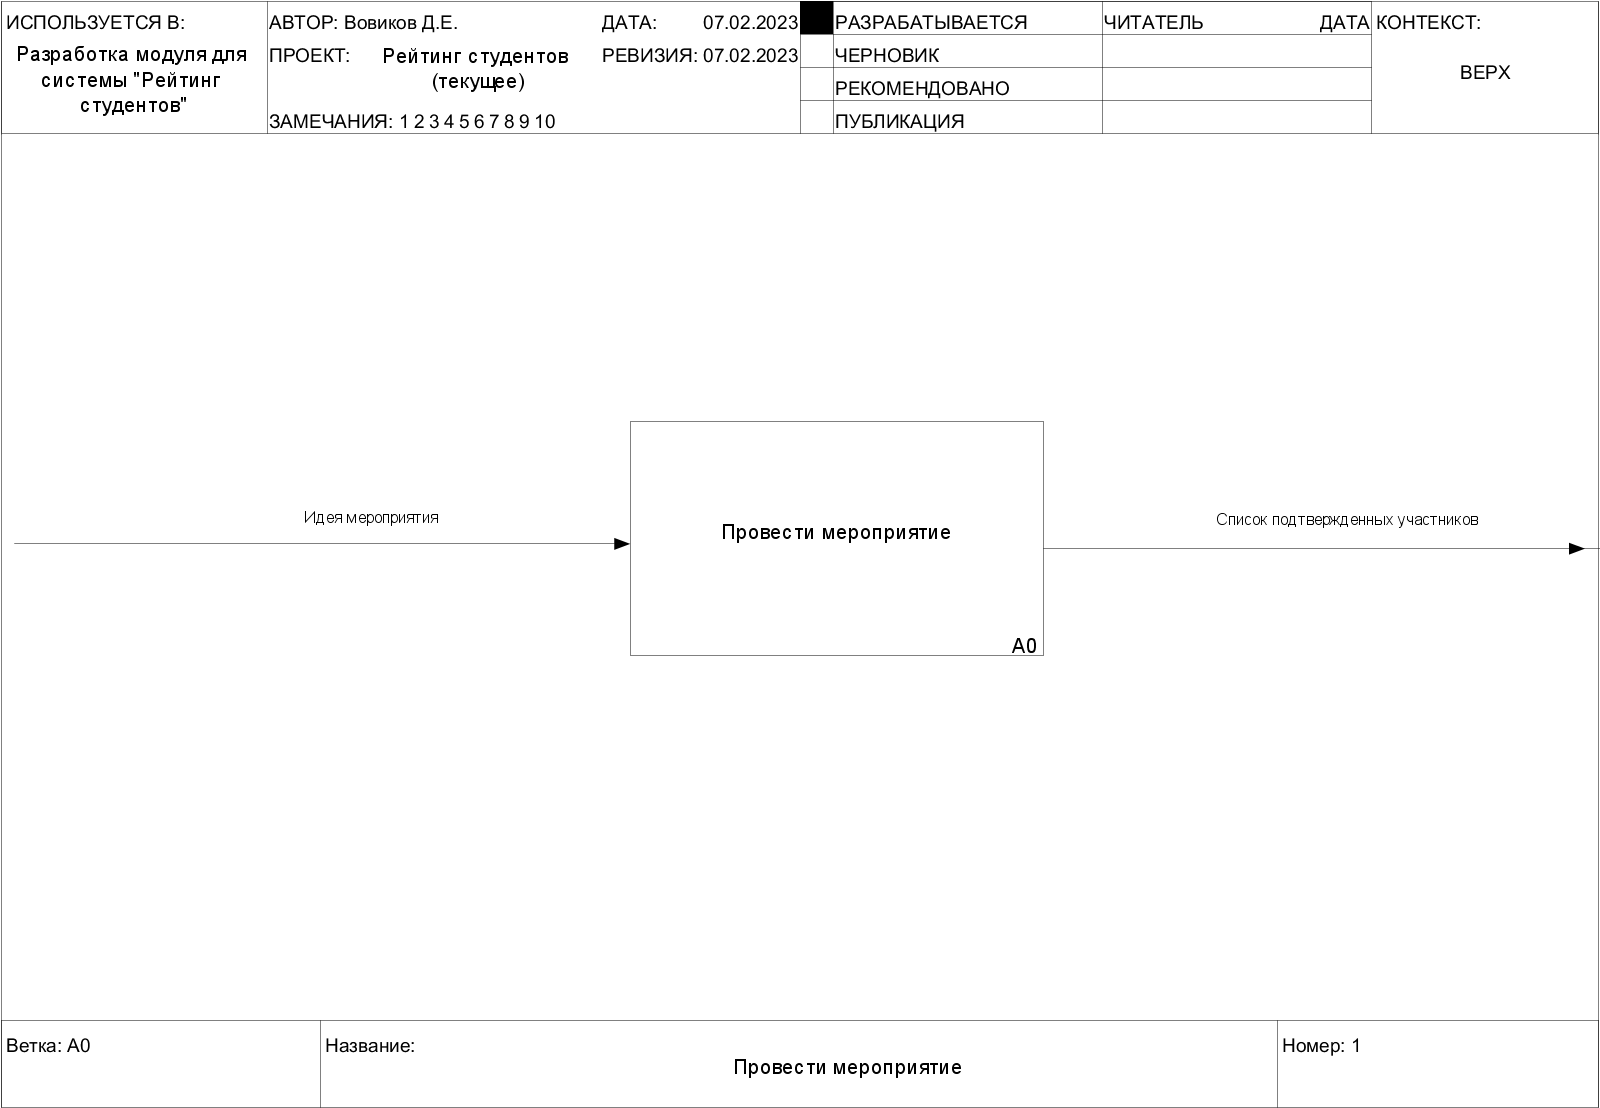 ИСПОЛЬЗУЕТСЯ В:
Разработка модуля для
системы "Рейтинг
студентов"
АВТОР: Вовиков Д.Е.
ДАТА: 07.02.2023
ПРОЕКТ: Рейтинг студентов
(текущее)
РЕВИЗИЯ: 07.02.2023
ЗАМЕЧАНИЯ: 1 2 3 4 5 6 7 8 9 10
РАЗРАБАТЫВАЕТСЯ
ЧЕРНОВИК
РЕКОМЕНДОВАНО
ПУБЛИКАЦИЯ
ЧИТАТЕЛЬ ДАТА
КОНТЕКСТ:
ВЕРХ
Идея мероприятия
Провести мероприятие
A0
Список подтвержденных участников
Ветка: A0
Название:
Провести мероприятие
Номер: 1